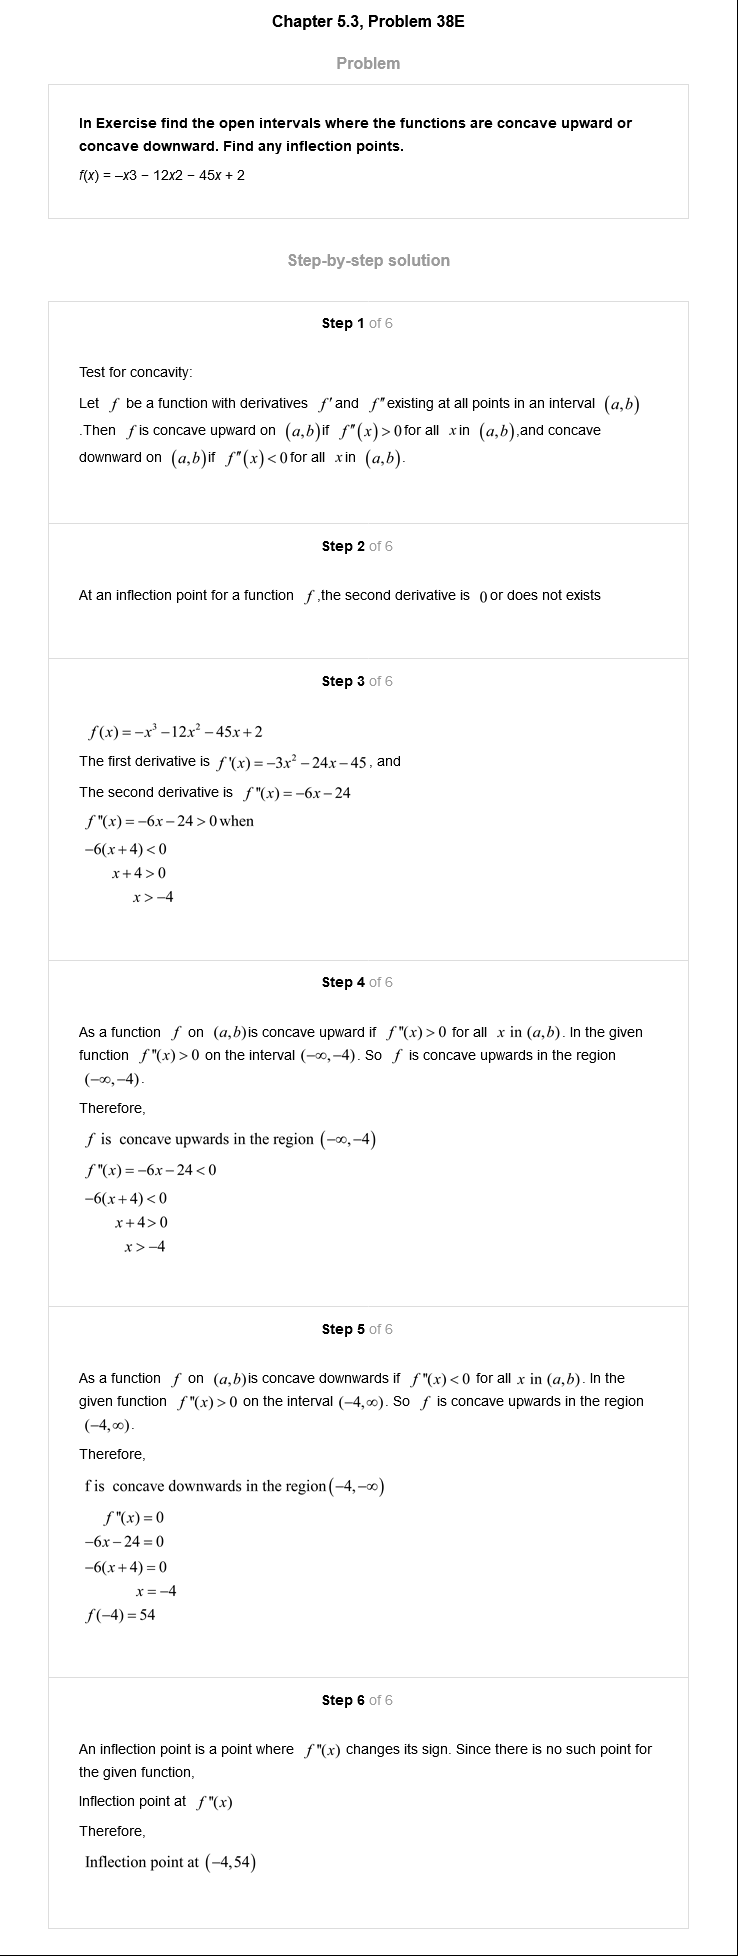 Chapter 5.3, Problem 38E
Problem
In Exercise find the open intervals where the functions are concave upward or
concave downward. Find any inflection points.
f(x) = –x3 − 12x2 − 45x + 2
Step-by-step solution
Step 1 of 6
Test for concavity:
Let f be a function with derivatives f′ and f″ existing at all points in an interval (a,b)
.Then f is concave upward on (a,b) if f″(x) > 0 for all x in (a,b),and concave
downward on (a,b) if f″(x) < 0 for all x in (a,b).
Step 2 of 6
At an inflection point for a function f ,the second derivative is 0 or does not exists
Step 3 of 6
f(x) = −x³ − 12x² − 45x + 2
The first derivative is f '(x) = −3x² − 24x − 45, and
The second derivative is f "(x) = −6x − 24
f "(x) = −6x − 24 > 0 when
−6(x + 4) < 0
x + 4 > 0
x > −4
Step 4 of 6
As a function f on (a,b) is concave upward if f "(x) > 0 for all x in (a,b). In the given
function f "(x) > 0 on the interval (−∞,−4). So f is concave upwards in the region
(−∞,−4).
Therefore,
f is concave upwards in the region (−∞,−4)
f "(x) = −6x − 24 < 0
−6(x + 4) < 0
x + 4 > 0
x > −4
Step 5 of 6
As a function f on (a,b) is concave downwards if f "(x) < 0 for all x in (a,b). In the
given function f "(x) > 0 on the interval (−4,∞). So f is concave upwards in the region
(−4,∞).
Therefore,
f is concave downwards in the region (−4,−∞)
f "(x) = 0
−6x − 24 = 0
−6(x + 4) = 0
x = −4
f(−4) = 54
Step 6 of 6
An inflection point is a point where f "(x) changes its sign. Since there is no such point for
the given function,
Inflection point at f "(x)
Therefore,
Inflection point at (−4,54)